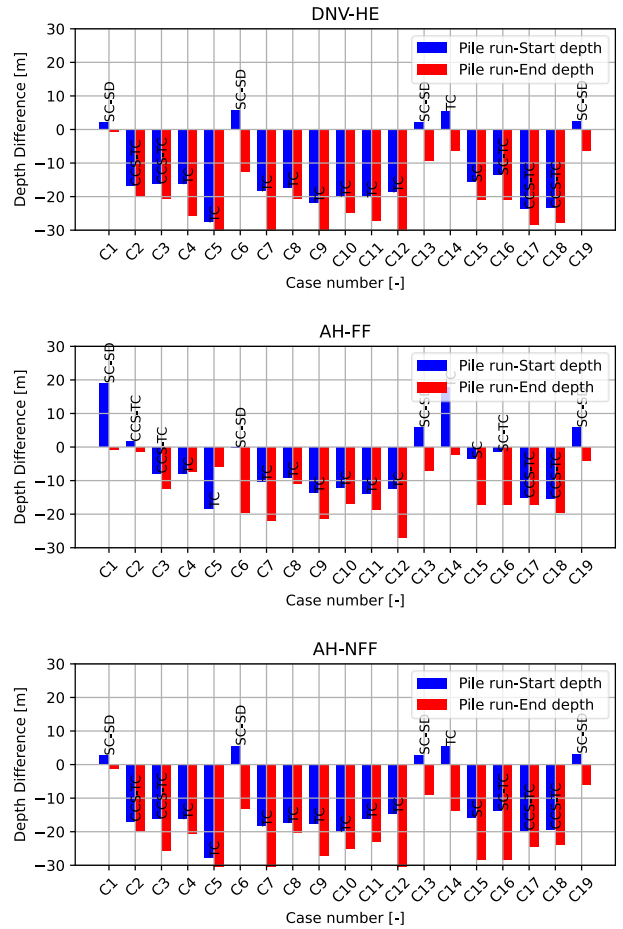 DNV-HE
Depth Difference [m]
30
20
10
0
−10
−20
−30
Pile run-Start depth
Pile run-End depth
SC-SD
CCS-TC
CCS-TC
TC
TC
SC-SD
TC
TC
TC
TC
TC
TC
SC-SD
TC
SC
SC-TC
CCS-TC
CCS-TC
SC-SD
C1 C2 C3 C4 C5 C6 C7 C8 C9 C10 C11 C12 C13 C14 C15 C16 C17 C18 C19
Case number [-]
AH-FF
Depth Difference [m]
30
20
10
0
−10
−20
−30
Pile run-Start depth
Pile run-End depth
SC-SD
CCS-TC
CCS-TC
TC
TC
SC-SD
TC
TC
TC
TC
TC
TC
SC
SC-TC
CCS-TC
CCS-TC
C1 C2 C3 C4 C5 C6 C7 C8 C9 C10 C11 C12 C13 C14 C15 C16 C17 C18 C19
Case number [-]
AH-NFF
Depth Difference [m]
30
20
10
0
−10
−20
−30
Pile run-Start depth
Pile run-End depth
SC-SD
CCS-TC
CCS-TC
TC
TC
SC-SD
TC
TC
TC
TC
TC
TC
SC-SD
TC
SC
SC-TC
CCS-TC
CCS-TC
SC-SD
C1 C2 C3 C4 C5 C6 C7 C8 C9 C10 C11 C12 C13 C14 C15 C16 C17 C18 C19
Case number [-]